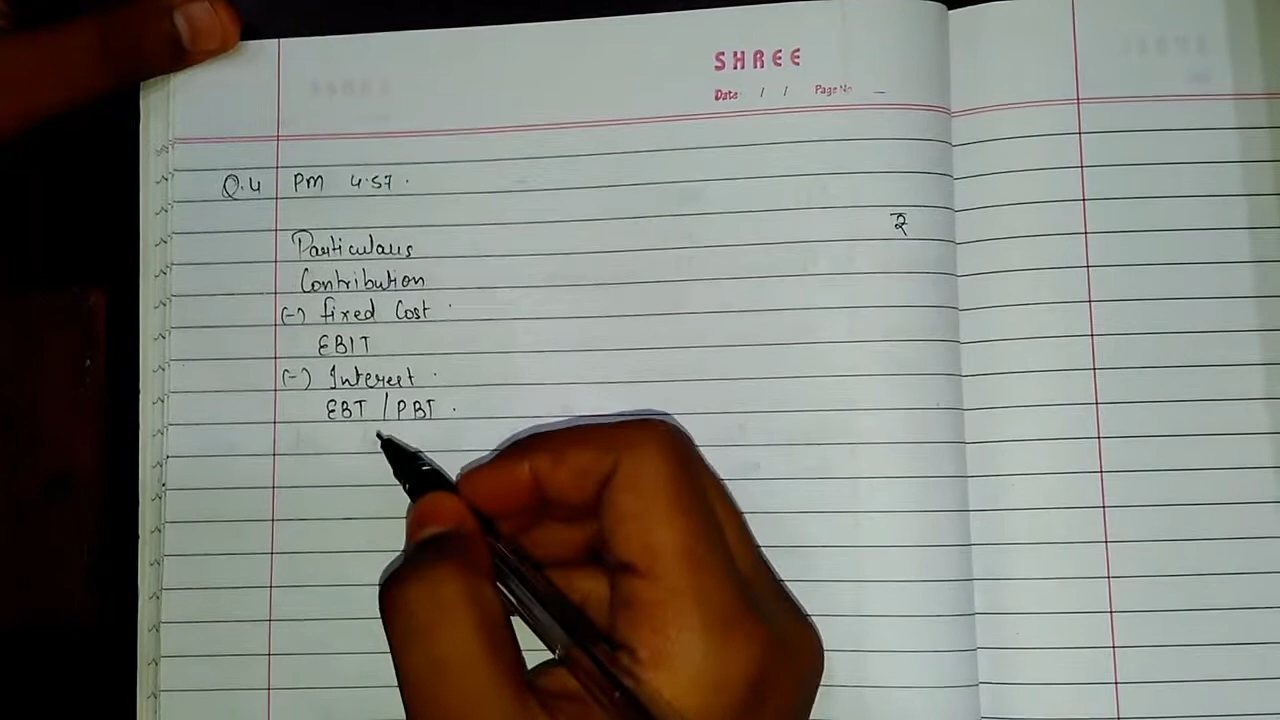 SHREE
Date: / / Page No
Q.4 PM 4.57.
₹
Particulars
Contribution
(-) fixed Cost.
EBIT
(-) Interest.
EBT / PBT.